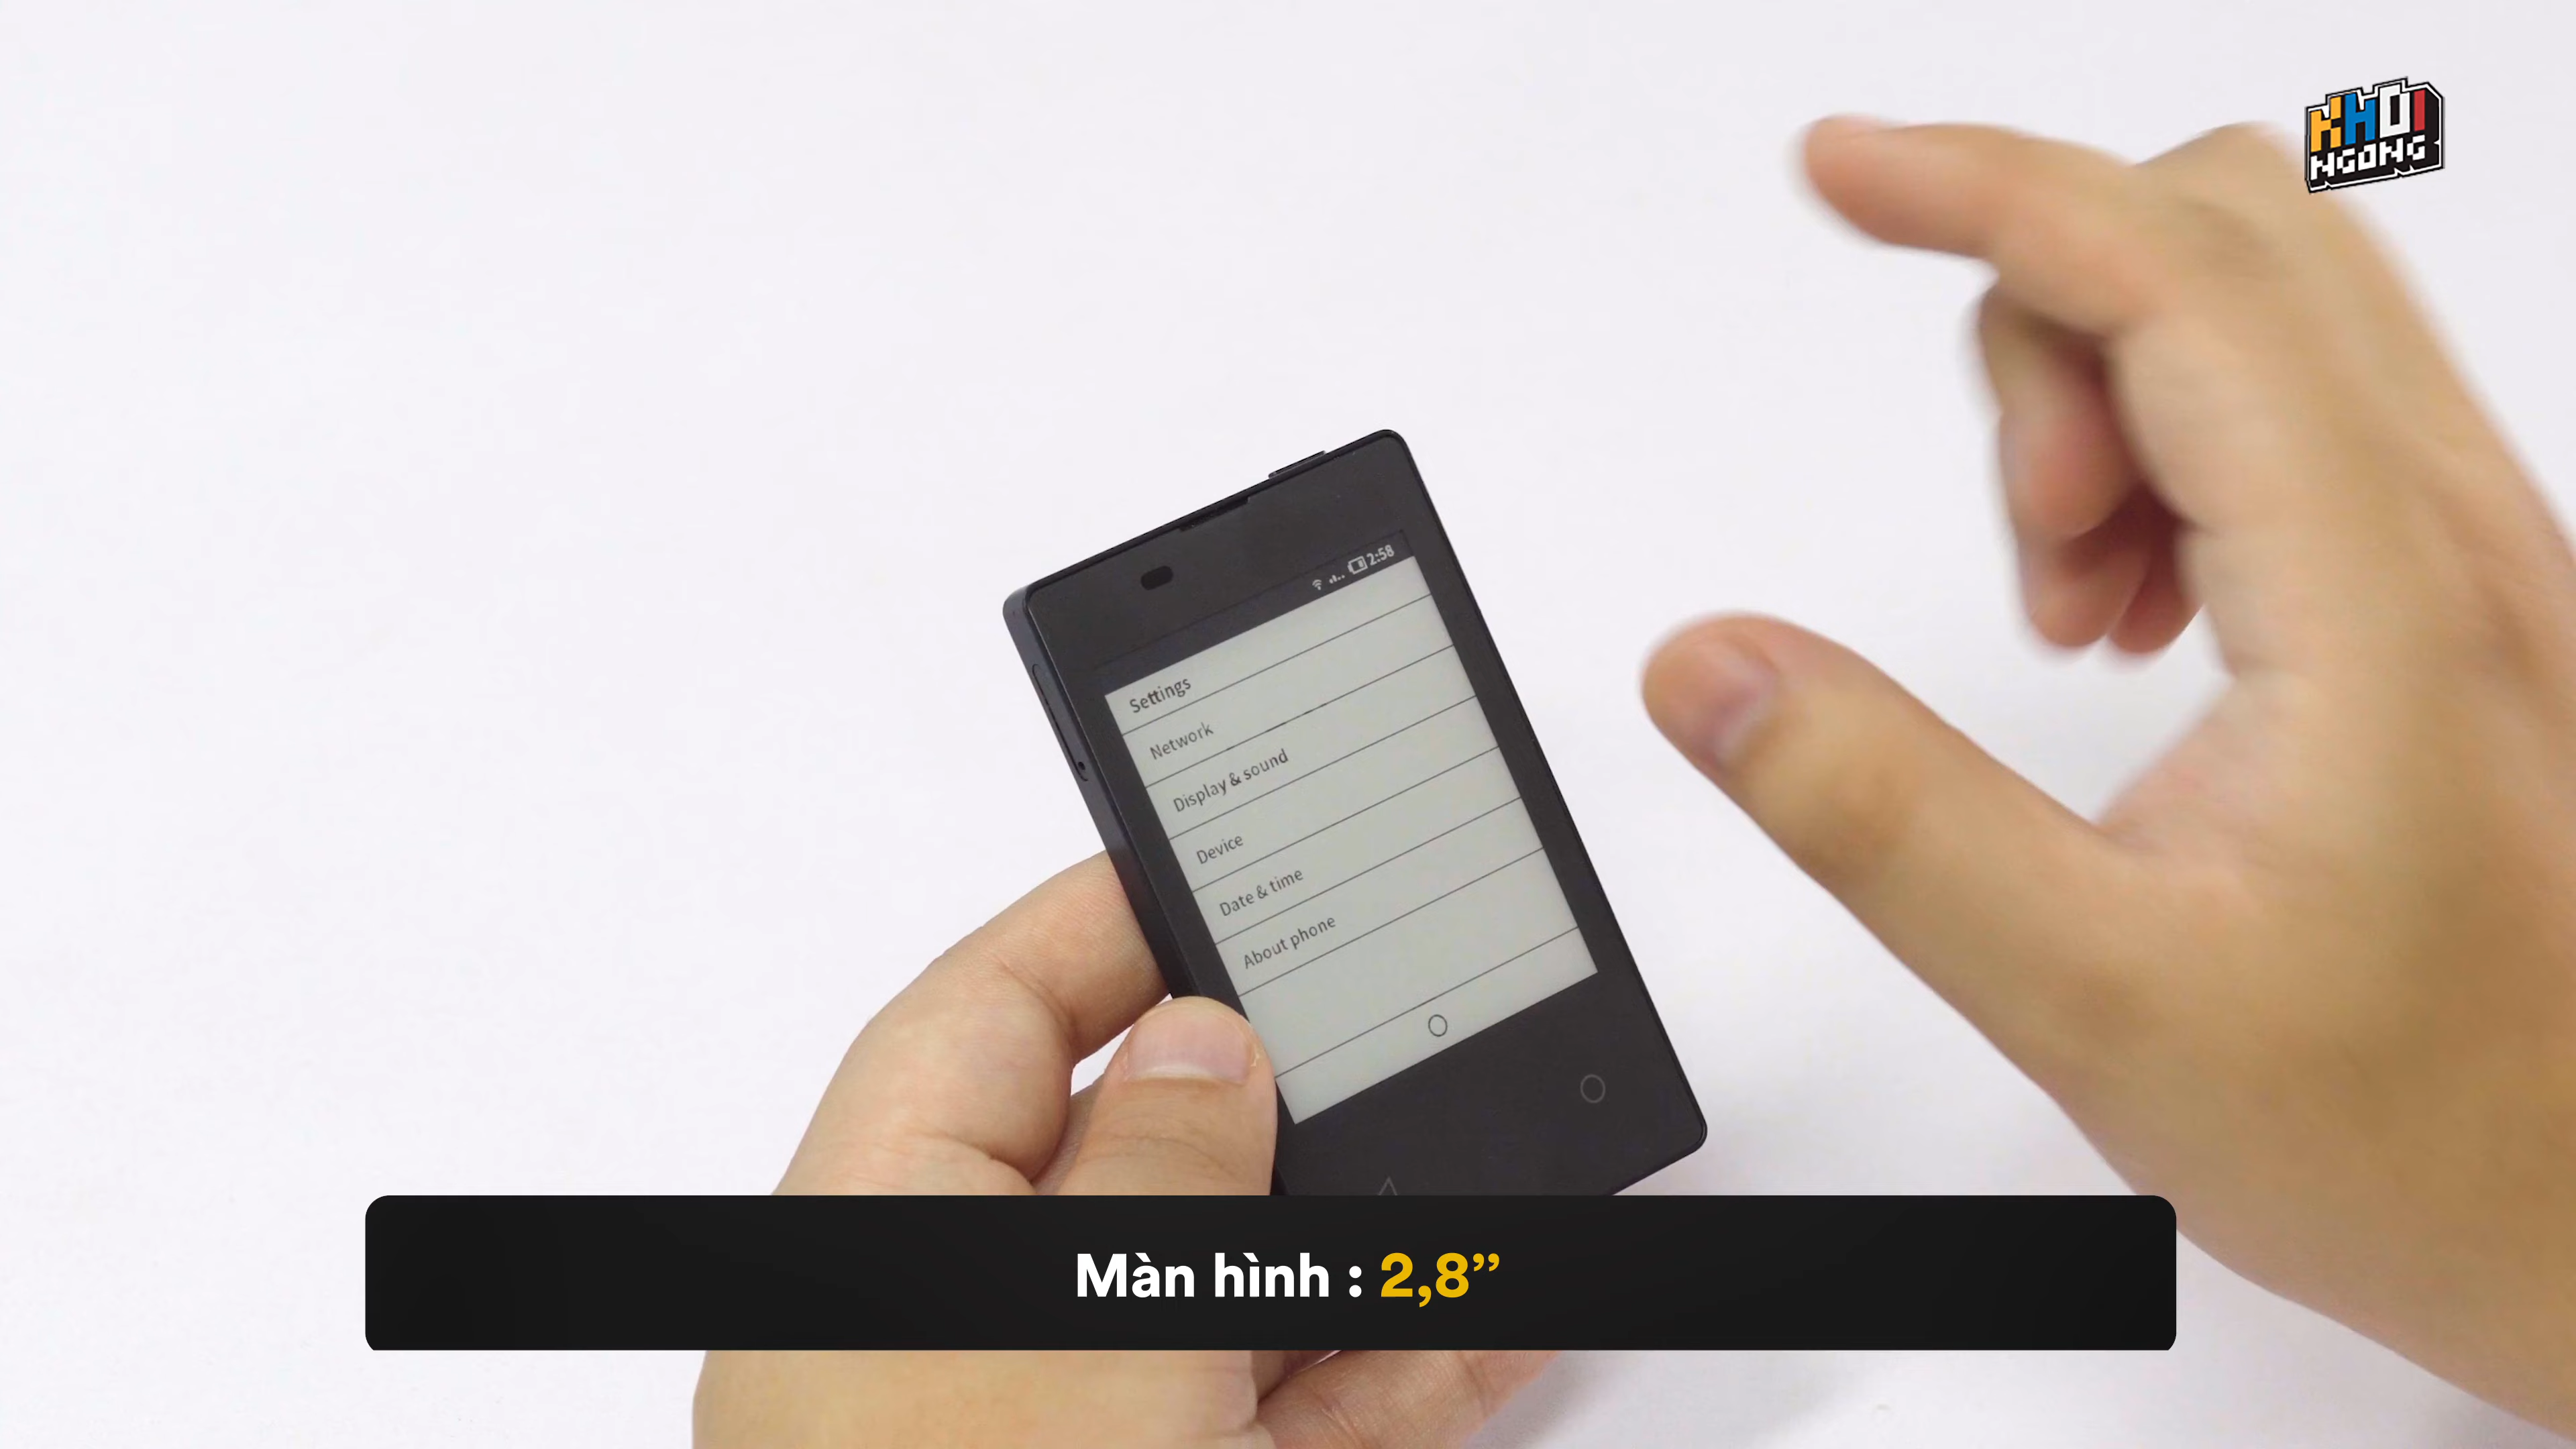 KHOI
NGONG
2:58
Settings
Network
Display & sound
Device
Date & time
About phone
Màn hình : 2,8”